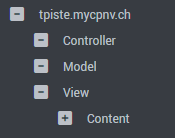 tpiste.mycpnv.ch
Controller
Model
View
Content